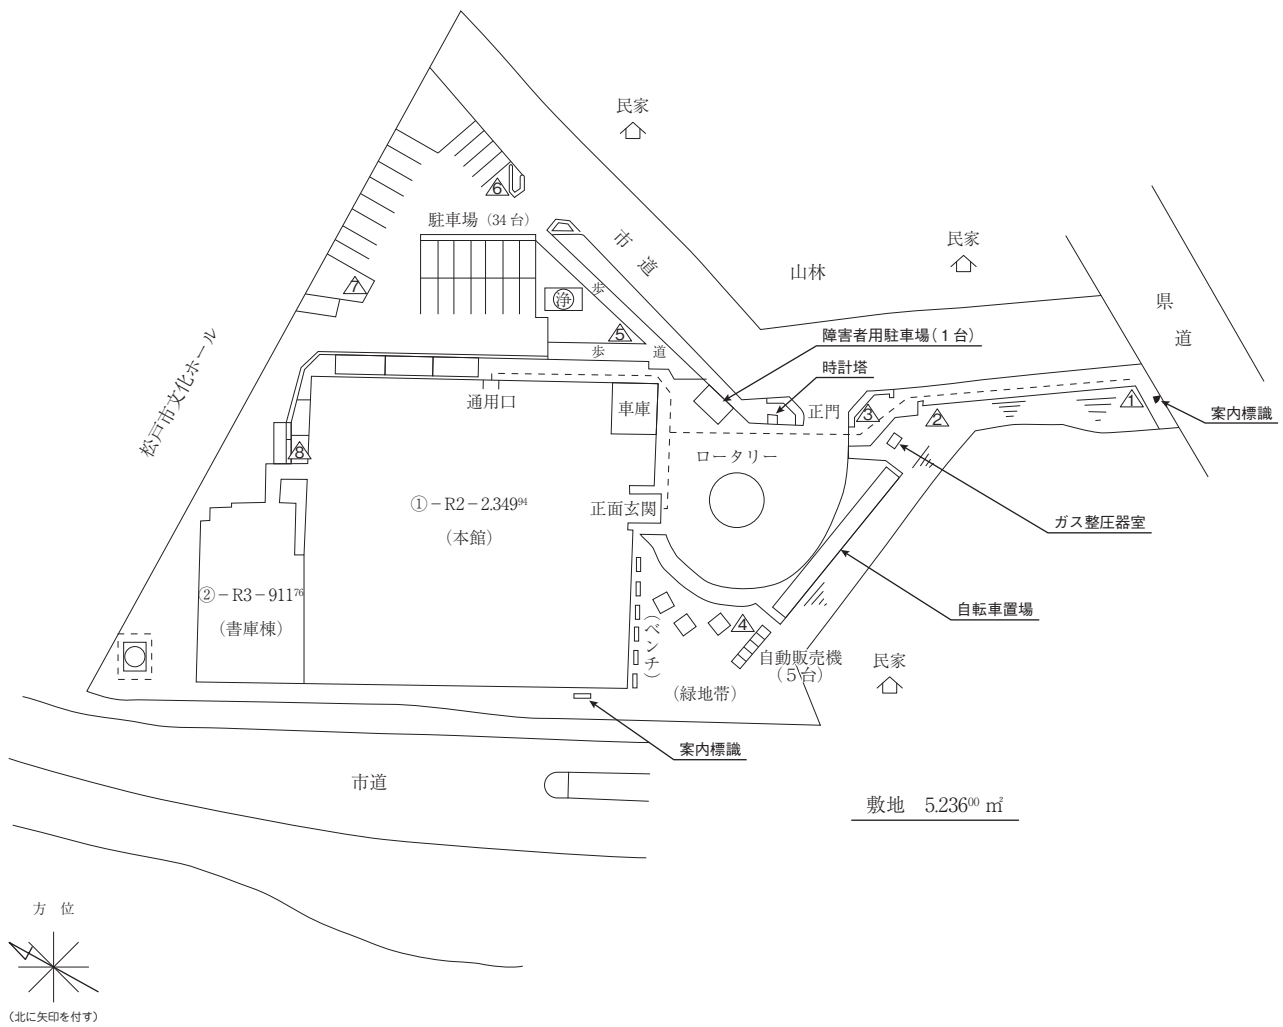 民家
⑥
駐車場 (34台)
市道
民家
山林
県道
⑦
浄
歩
⑤
障害者用駐車場(1台)
歩道
時計塔
松戸市文化ホール
通用口
車庫
正門
③
②
①
案内標識
⑧
ロータリー
①-R2-2.349⁹⁴
(本館)
正面玄関
ガス整圧器室
②-R3-911⁷⁶
(書庫棟)
自転車置場
(ベンチ)
④
自動販売機
(5台)
民家
(緑地帯)
案内標識
市道
敷地 5.236⁰⁰ ㎡
方位
(北に矢印を付す)